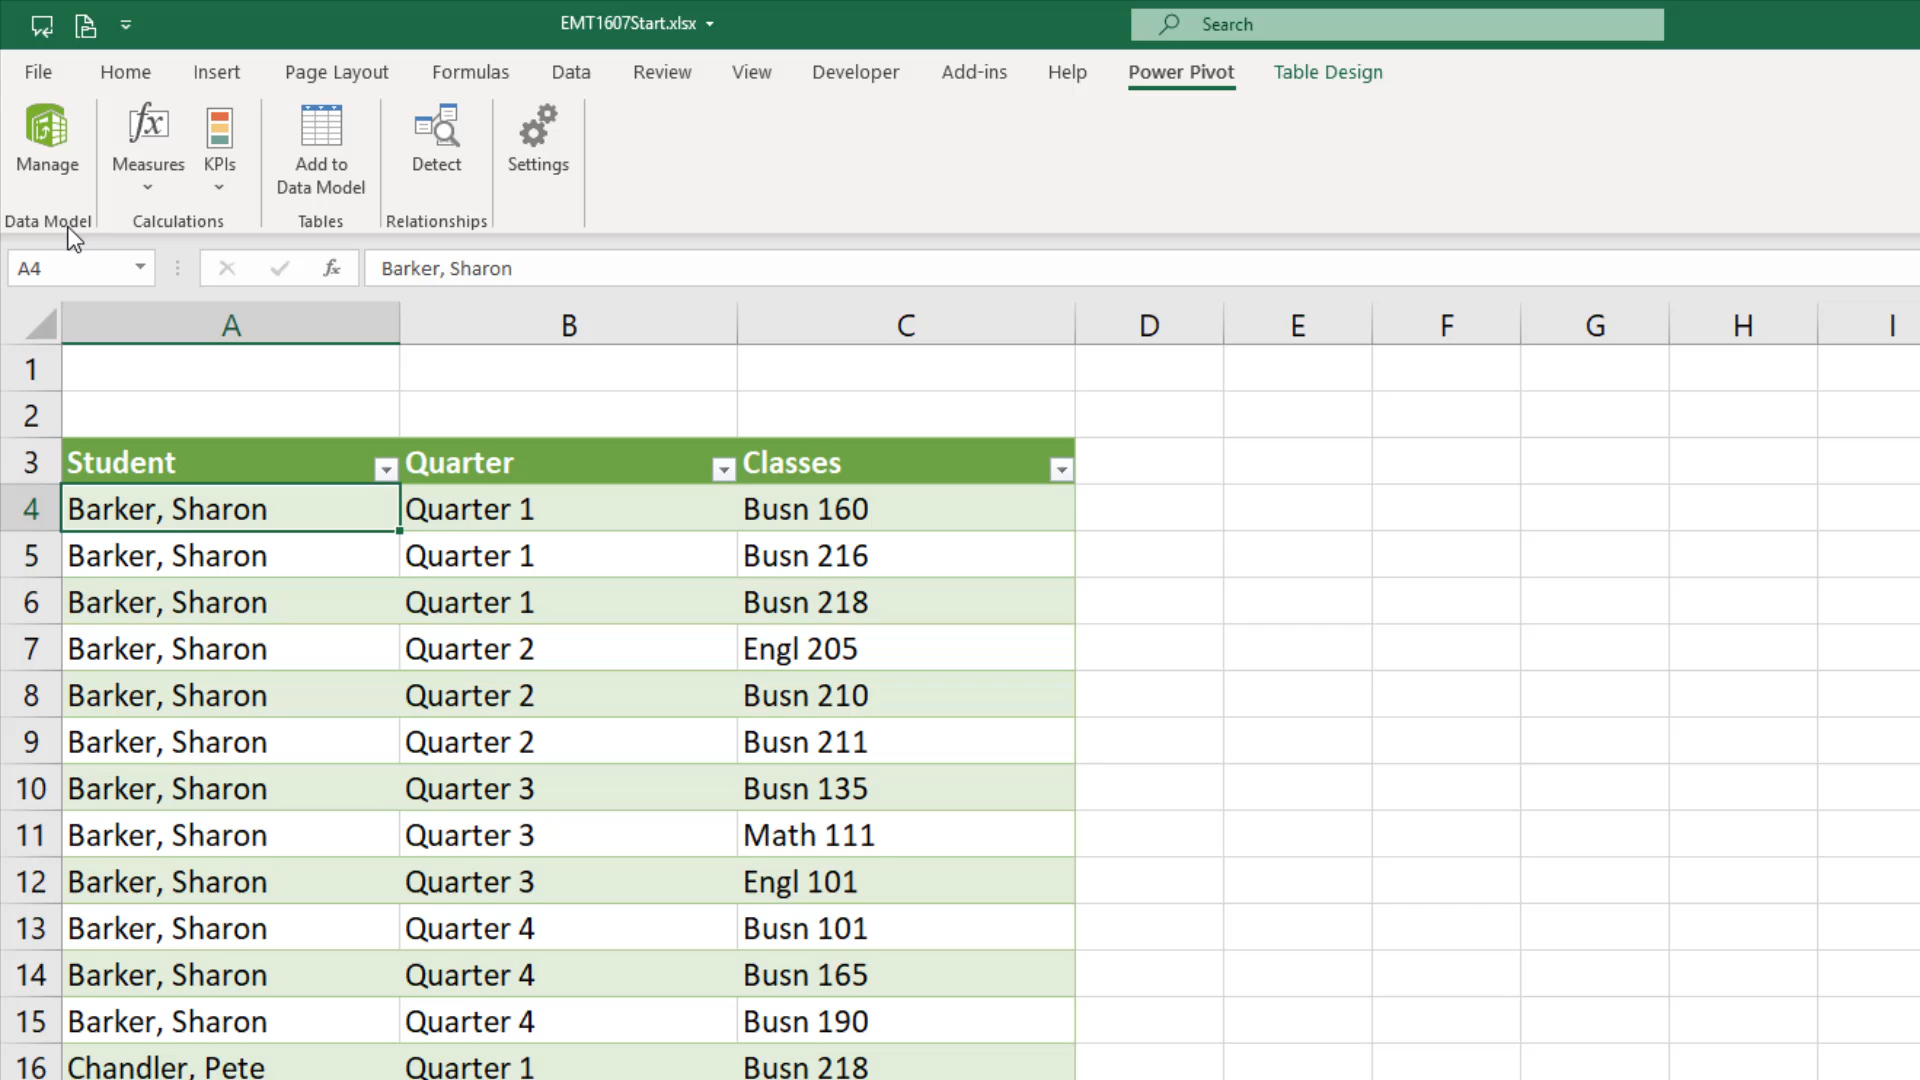 EMT1607Start.xlsx
Search
File Home Insert Page Layout Formulas Data Review View Developer Add-ins Help Power Pivot Table Design
Manage Measures KPIs Add to Data Model Detect Settings
Data Model Calculations Tables Relationships
A4 fx Barker, Sharon
A B C D E F G H I
1
2
3 Student Quarter Classes
4 Barker, Sharon Quarter 1 Busn 160
5 Barker, Sharon Quarter 1 Busn 216
6 Barker, Sharon Quarter 1 Busn 218
7 Barker, Sharon Quarter 2 Engl 205
8 Barker, Sharon Quarter 2 Busn 210
9 Barker, Sharon Quarter 2 Busn 211
10 Barker, Sharon Quarter 3 Busn 135
11 Barker, Sharon Quarter 3 Math 111
12 Barker, Sharon Quarter 3 Engl 101
13 Barker, Sharon Quarter 4 Busn 101
14 Barker, Sharon Quarter 4 Busn 165
15 Barker, Sharon Quarter 4 Busn 190
16 Chandler, Pete Quarter 1 Busn 218